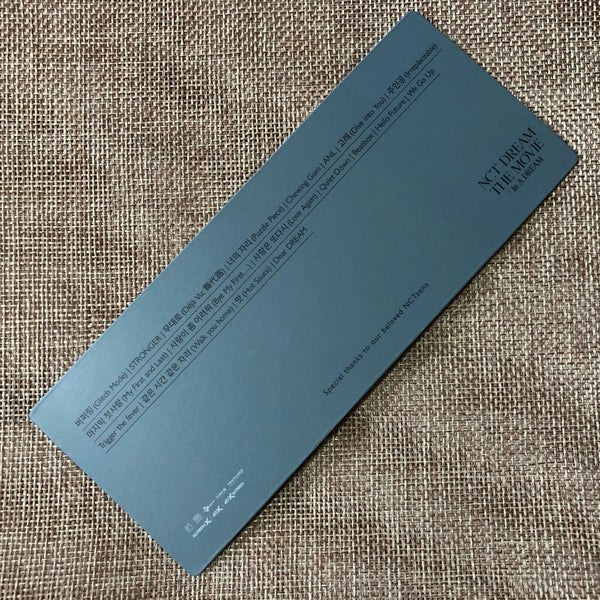 NCT DREAM
THE MOVIE
: In A DREAM
버퍼링 (Glitch Mode) | STRONGER | 무대로 (Déjà Vu; 舞代路) | 너의 자리 (Puzzle Piece) | Chewing Gum | ANL | 고래 (Dive Into You) | 주인공 (Irreplaceable)
마지막 첫사랑 (My First and Last) | 사랑이 좀 어려워 (Bye My First...) | 사랑은 또다시 (Love Again) | Quiet Down | Beatbox | Hello Future | We Go Up
Trigger the fever | 같은 시간 같은 자리 (Walk you home) | 맛 (Hot Sauce) | Dear DREAM
Special thanks to our beloved NCTzens